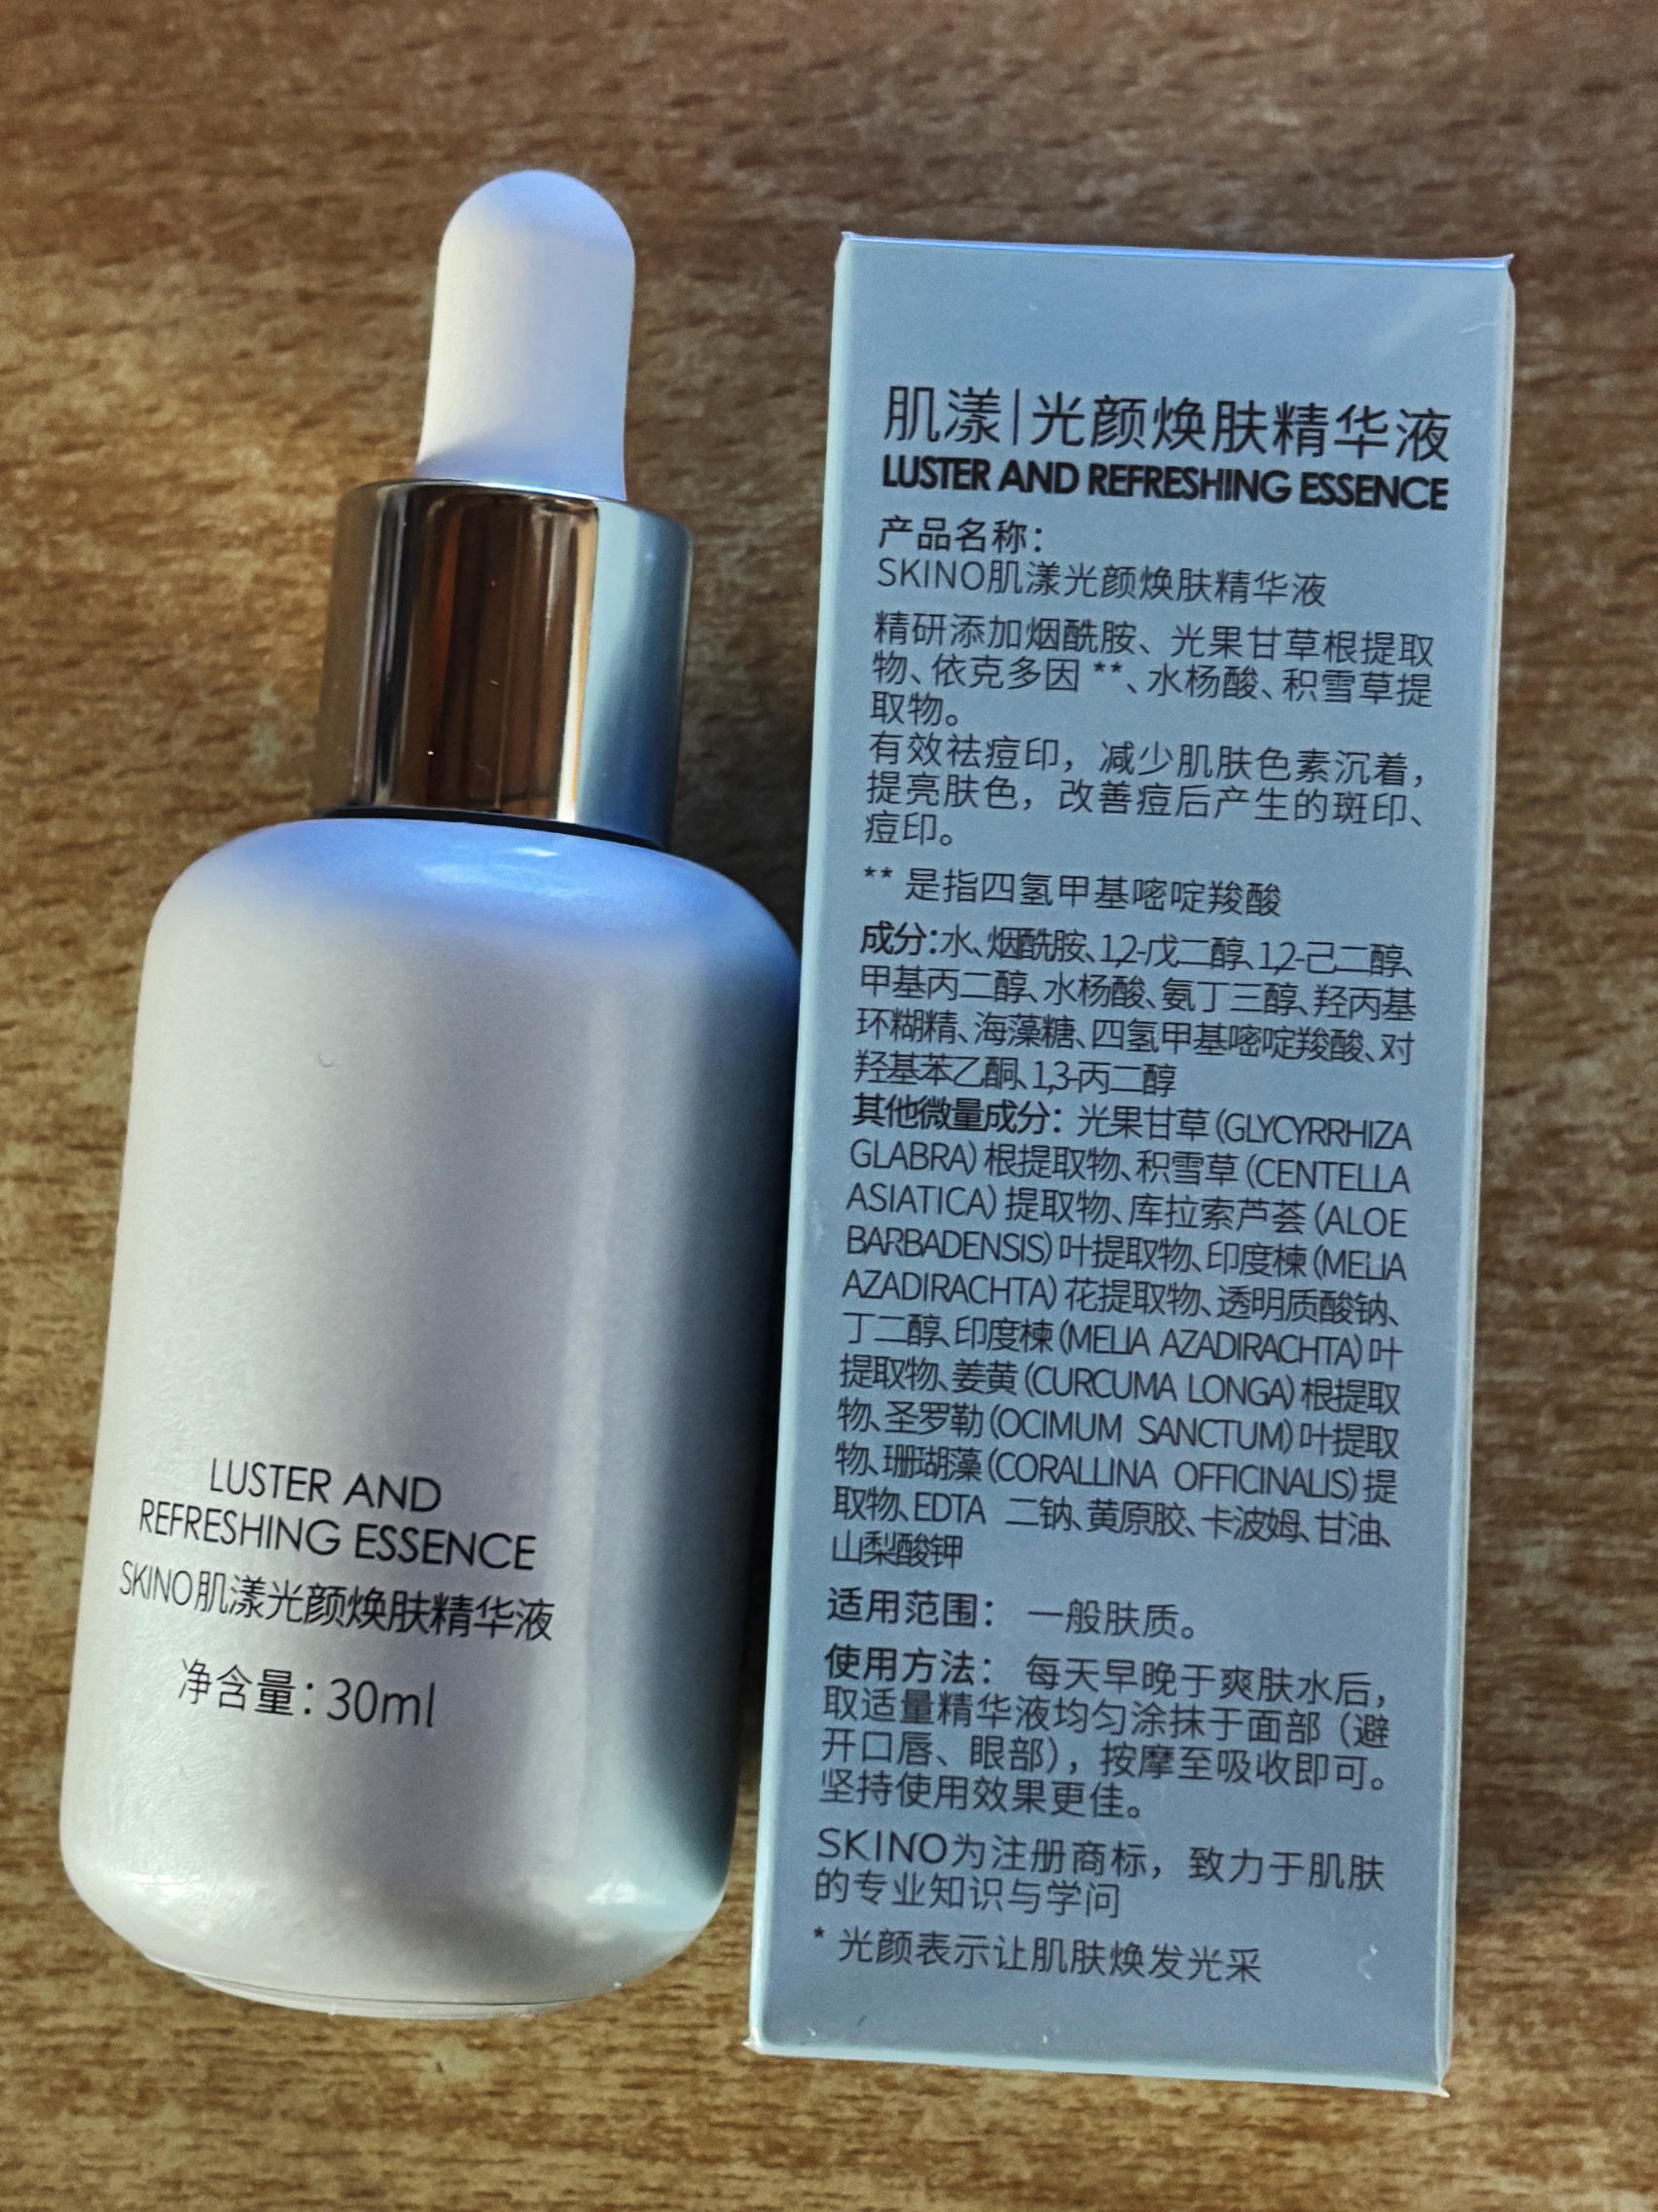 LUSTER AND
REFRESHING ESSENCE
SKINO肌漾光颜焕肤精华液
净含量：30ml
肌漾|光颜焕肤精华液
LUSTER AND REFRESHING ESSENCE
产品名称：
SKINO肌漾光颜焕肤精华液
精研添加烟酰胺、光果甘草根提取
物、依克多因**、水杨酸、积雪草提
取物。
有效祛痘印，减少肌肤色素沉着，
提亮肤色，改善痘后产生的斑印、
痘印。
** 是指四氢甲基嘧啶羧酸
成分：水、烟酰胺、1,2-戊二醇、1,2-己二醇、
甲基丙二醇、水杨酸、氨丁三醇、羟丙基
环糊精、海藻糖、四氢甲基嘧啶羧酸、对
羟基苯乙酮、1,3-丙二醇
其他微量成分：光果甘草(GLYCYRRHIZA
GLABRA)根提取物、积雪草(CENTELLA
ASIATICA)提取物、库拉索芦荟(ALOE
BARBADENSIS)叶提取物、印度楝(MELIA
AZADIRACHTA)花提取物、透明质酸钠、
丁二醇、印度楝(MELIA AZADIRACHTA)叶
提取物、姜黄(CURCUMA LONGA)根提取
物、圣罗勒(OCIMUM SANCTUM)叶提取
物、珊瑚藻(CORALLINA OFFICINALIS)提
取物、EDTA 二钠、黄原胶、卡波姆、甘油、
山梨酸钾
适用范围：一般肤质。
使用方法：每天早晚于爽肤水后，
取适量精华液均匀涂抹于面部（避
开口唇、眼部），按摩至吸收即可。
坚持使用效果更佳。
SKINO为注册商标，致力于肌肤
的专业知识与学问
* 光颜表示让肌肤焕发光采